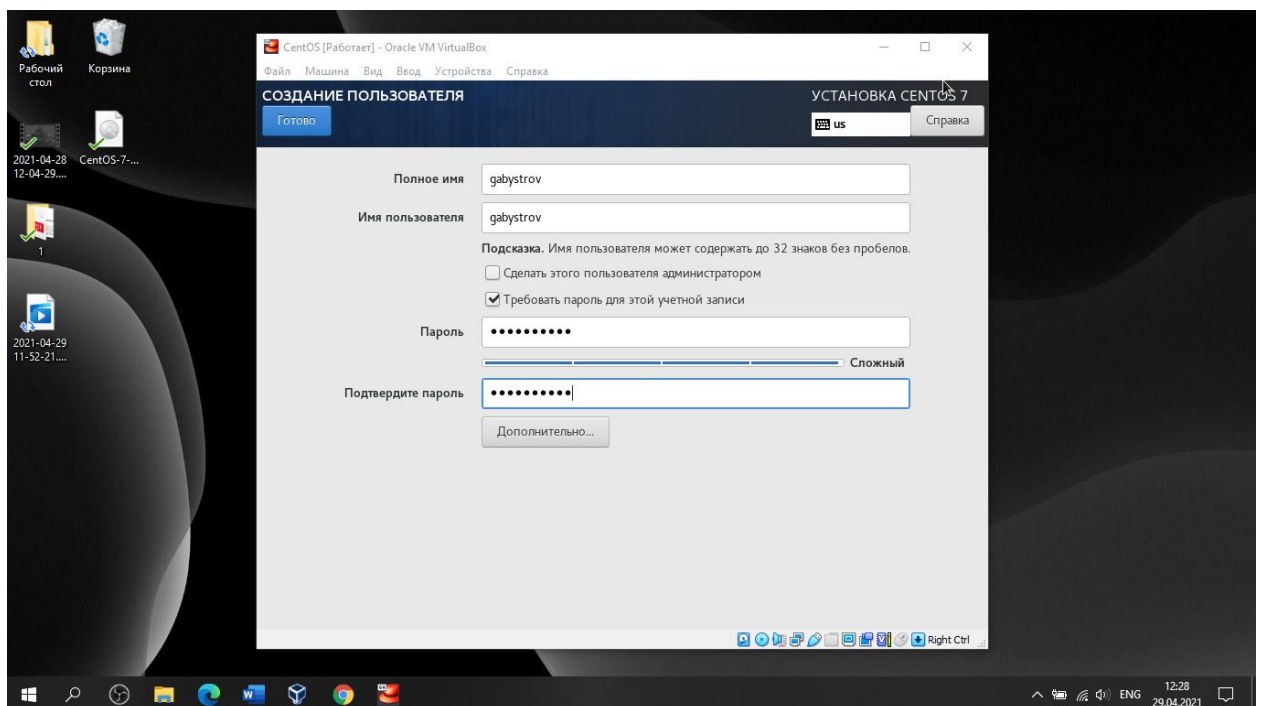 Рабочий
стол
Корзина
2021-04-28
12-04-29....
CentOS-7-...
1
2021-04-29
11-52-21....
CentOS [Работает] - Oracle VM VirtualBox
Файл Машина Вид Ввод Устройства Справка
СОЗДАНИЕ ПОЛЬЗОВАТЕЛЯ
УСТАНОВКА CENTOS 7
Готово
us
Справка
Полное имя
gabystrov
Имя пользователя
gabystrov
Подсказка. Имя пользователя может содержать до 32 знаков без пробелов.
Сделать этого пользователя администратором
Требовать пароль для этой учетной записи
Пароль
••••••••••
Сложный
Подтвердите пароль
••••••••••
Дополнительно...
Right Ctrl
ENG
12:28
29.04.2021